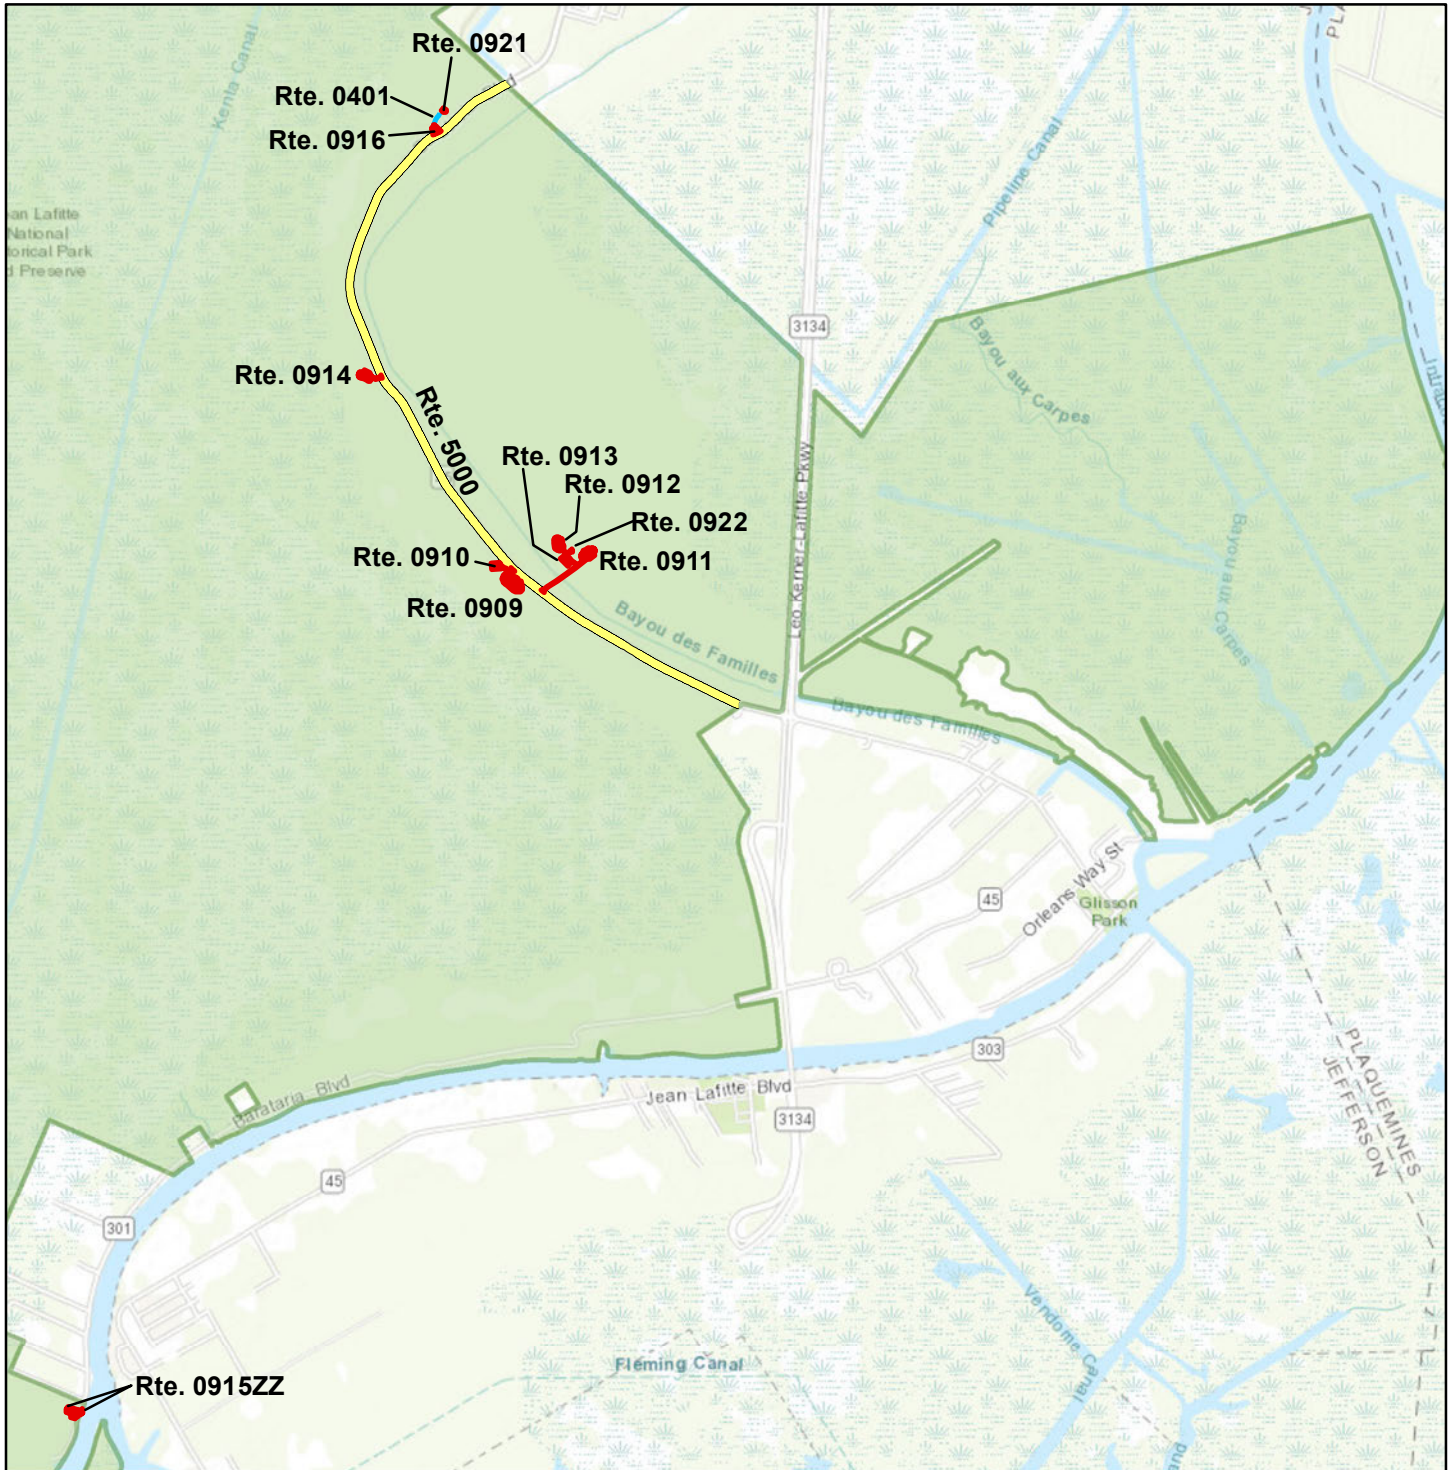 Rte. 0921
Rte. 0401
Rte. 0916
Kenta Canal
Pipeline Canal
an Lafitte
National
torical Park
d Preserve
3134
Bayou aux Carpes
Rte. 0914
Rte. 5000
Rte. 0913
Rte. 0912
Rte. 0922
Rte. 0911
Rte. 0910
Rte. 0909
Leo Kerner-Lafitte Pkwy
Bayou aux Carpes
Bayou des Familles
Bayou des Familles
Orleans Way St
45
Glisson
Park
303
PLAQUEMINES
JEFFERSON
Barataria Blvd
Jean Lafitte Blvd
3134
45
301
Vendome Canal
Fleming Canal
Rte. 0915ZZ